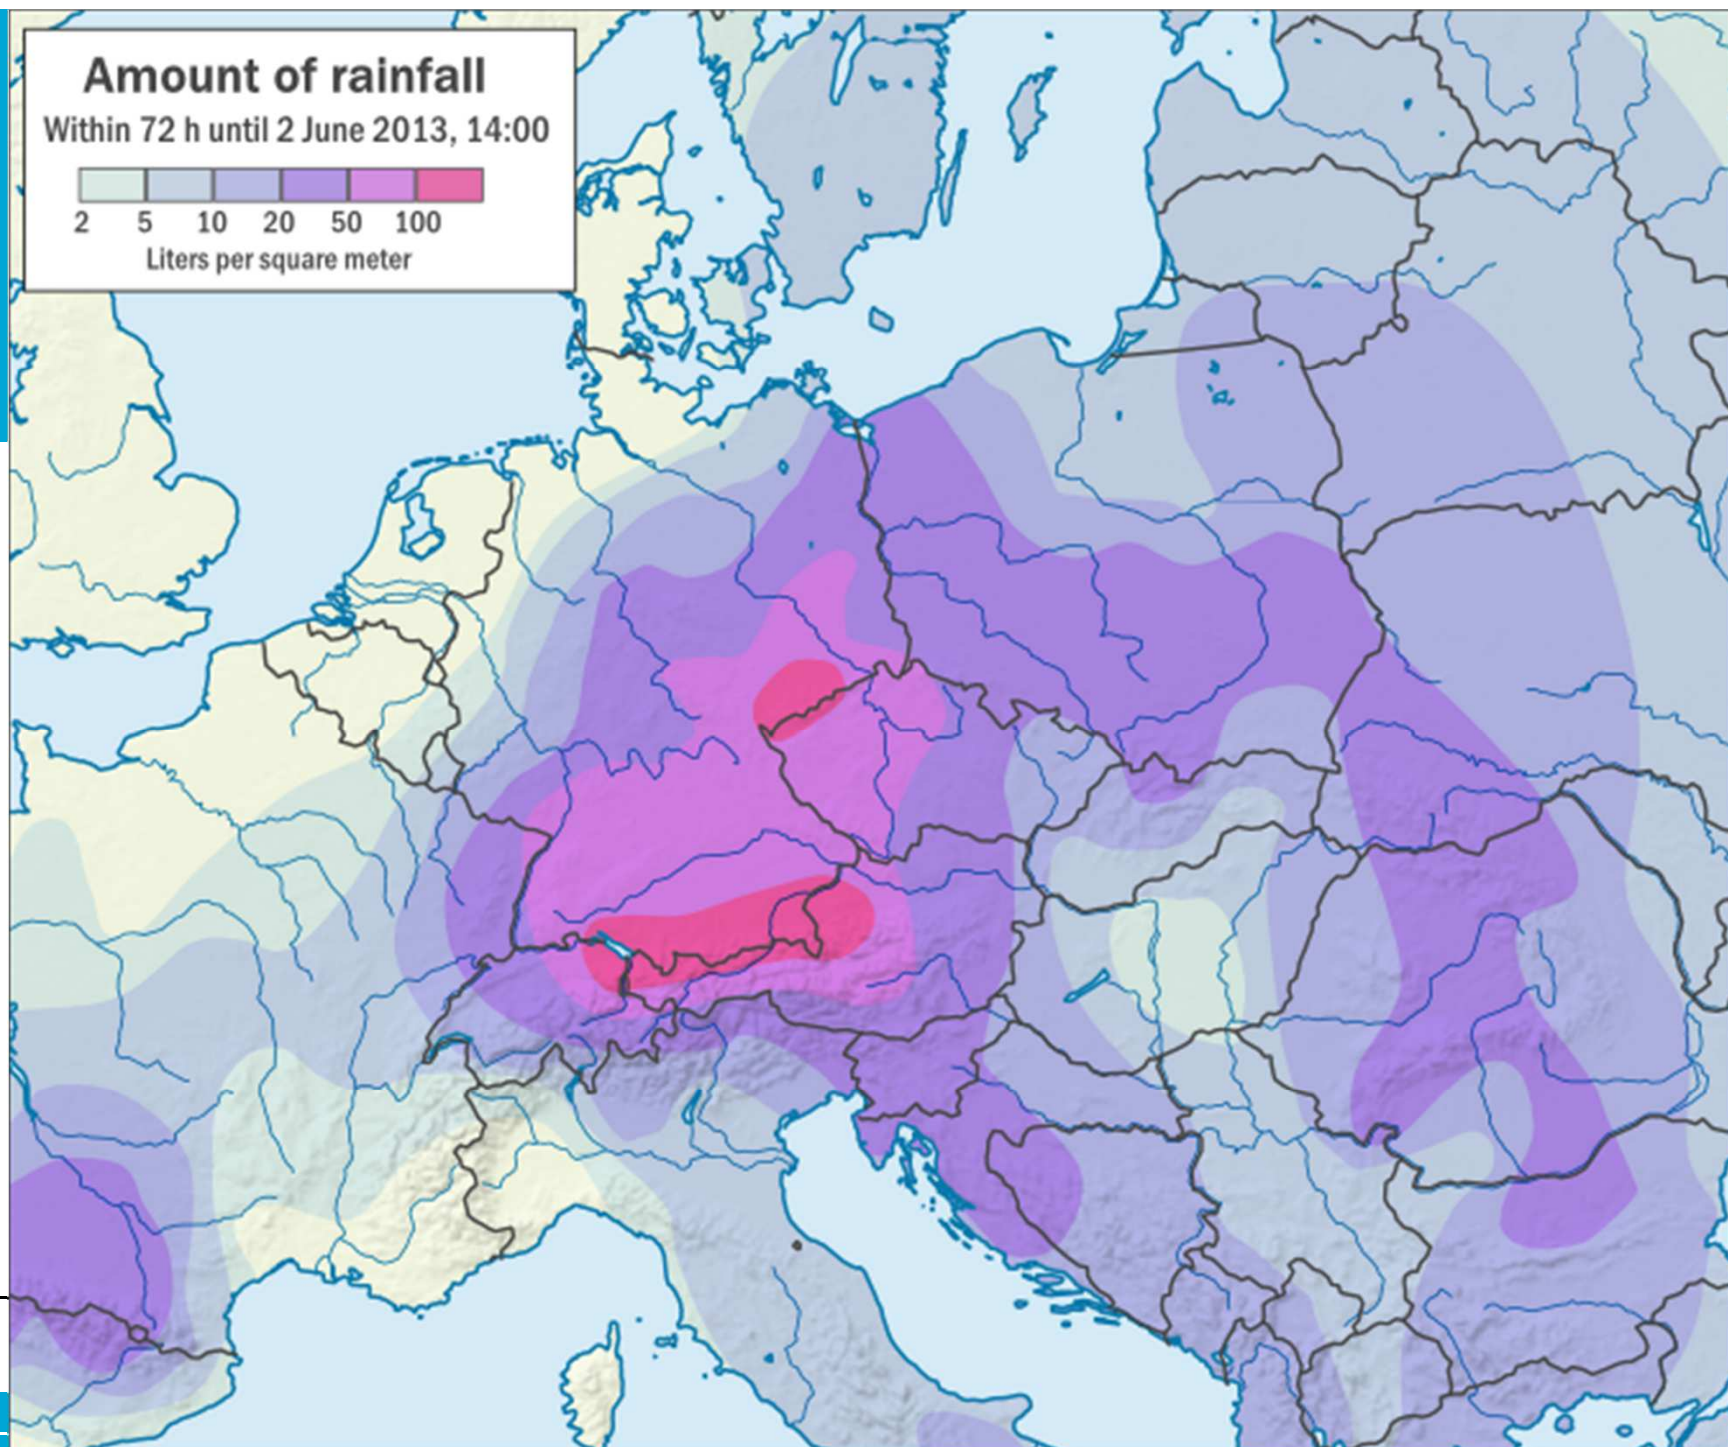 Amount of rainfall
Within 72 h until 2 June 2013, 14:00
2 5 10 20 50 100
Liters per square meter